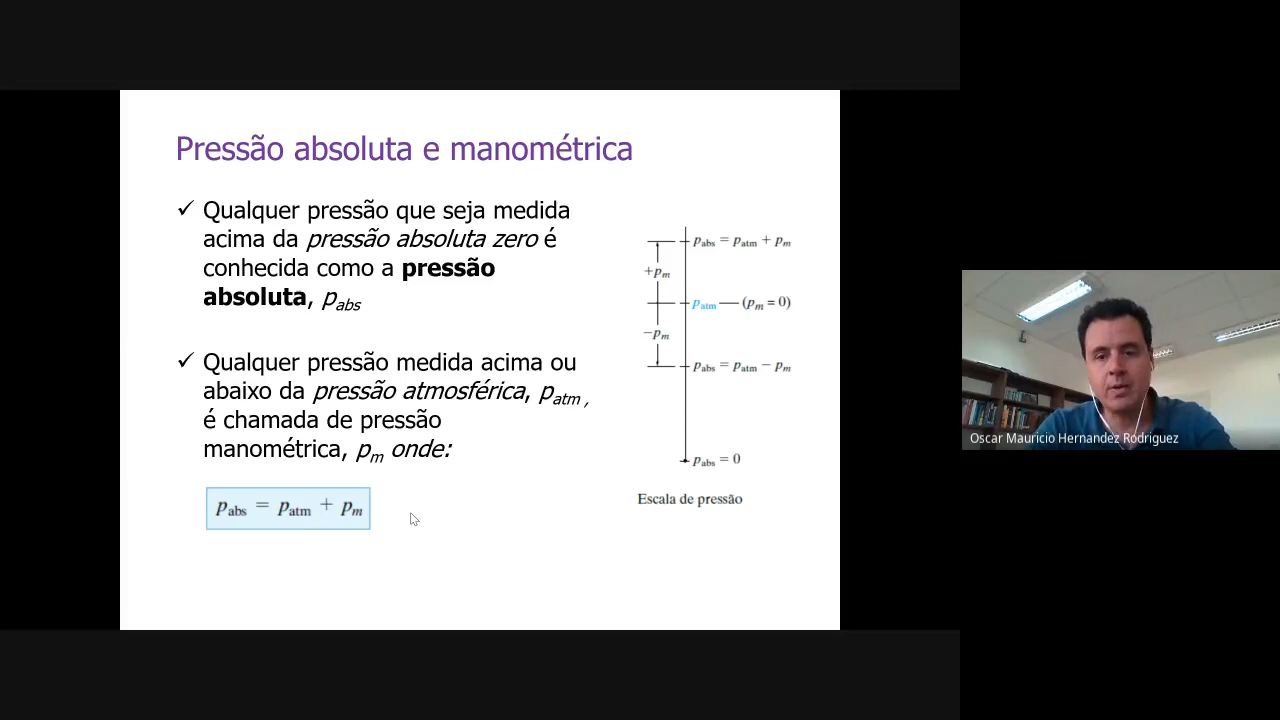 Pressão absoluta e manométrica
✓ Qualquer pressão que seja medida
acima da pressão absoluta zero é
conhecida como a pressão
absoluta, pabs
✓ Qualquer pressão medida acima ou
abaixo da pressão atmosférica, patm ,
é chamada de pressão
manométrica, pm onde:
pabs = patm + pm
pabs = patm + pm
+pm
patm (pm = 0)
−pm
pabs = patm − pm
pabs = 0
Escala de pressão
Oscar Mauricio Hernandez Rodriguez